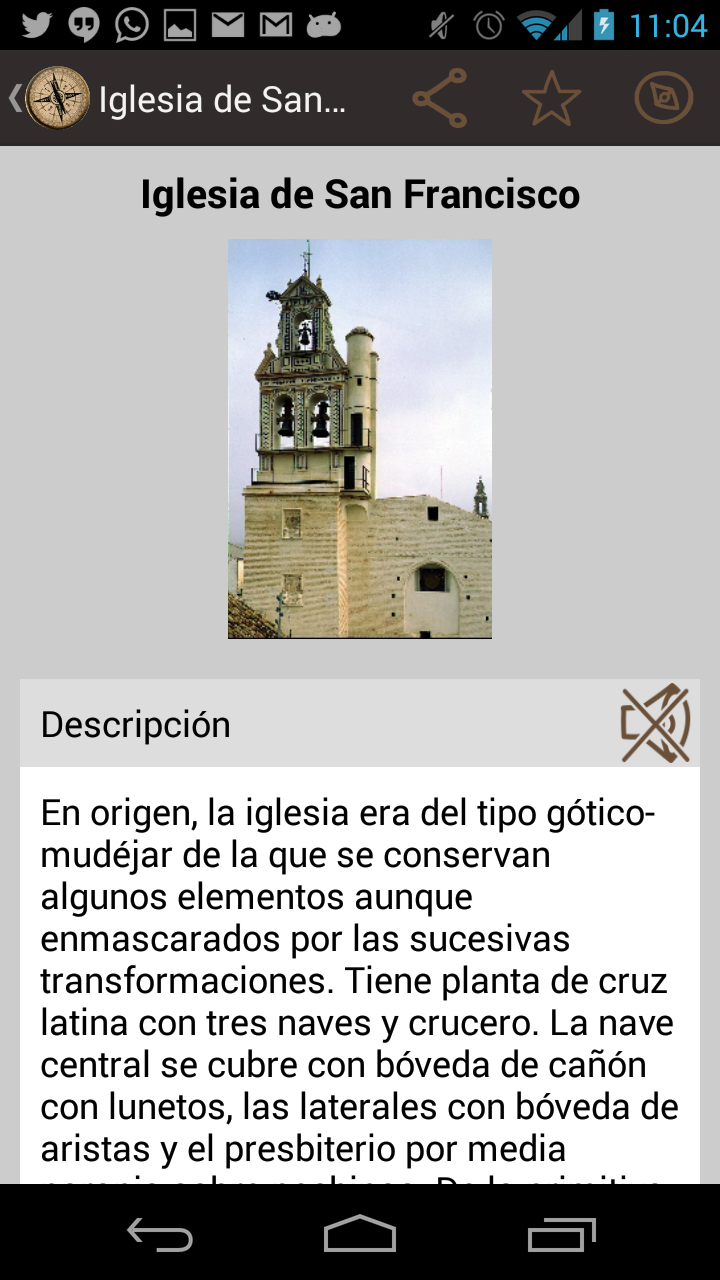 11:04
Iglesia de San...
Iglesia de San Francisco
Descripción
En origen, la iglesia era del tipo gótico-
mudéjar de la que se conservan
algunos elementos aunque
enmascarados por las sucesivas
transformaciones. Tiene planta de cruz
latina con tres naves y crucero. La nave
central se cubre con bóveda de cañón
con lunetos, las laterales con bóveda de
aristas y el presbiterio por media